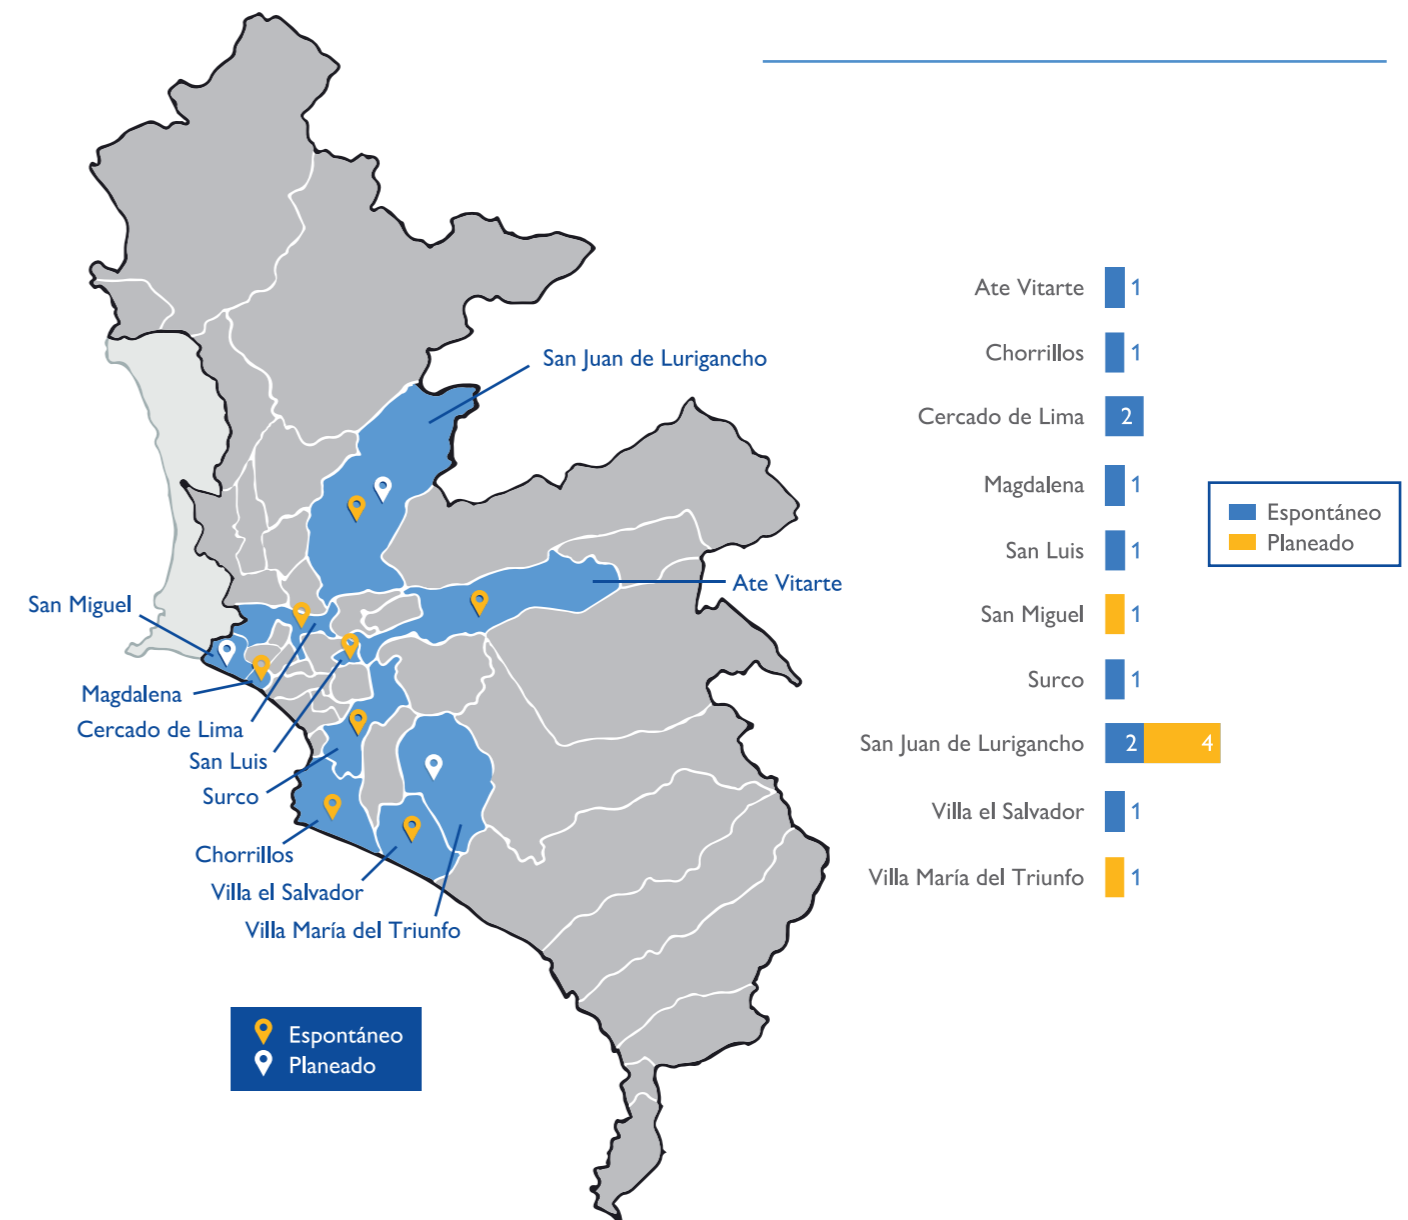 San Juan de Lurigancho
Ate Vitarte
San Miguel
Magdalena
Cercado de Lima
San Luis
Surco
Chorrillos
Villa el Salvador
Villa María del Triunfo
Espontáneo
Planeado
Ate Vitarte 1
Chorrillos 1
Cercado de Lima 2
Magdalena 1
San Luis 1
San Miguel 1
Surco 1
San Juan de Lurigancho 2 4
Villa el Salvador 1
Villa María del Triunfo 1
Espontáneo
Planeado